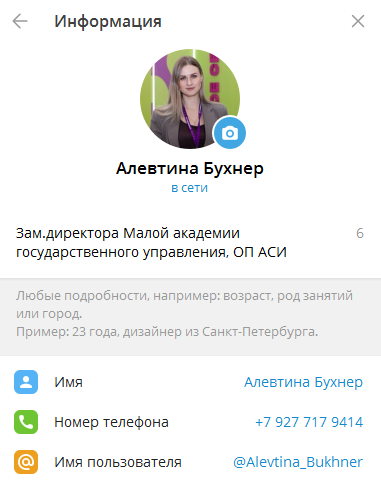 Информация
Алевтина Бухнер
в сети
Зам.директора Малой академии
государственного управления, ОП АСИ
6
Любые подробности, например: возраст, род занятий
или город.
Пример: 23 года, дизайнер из Санкт-Петербурга.
Имя
Алевтина Бухнер
Номер телефона
+7 927 717 9414
Имя пользователя
@Alevtina_Bukhner